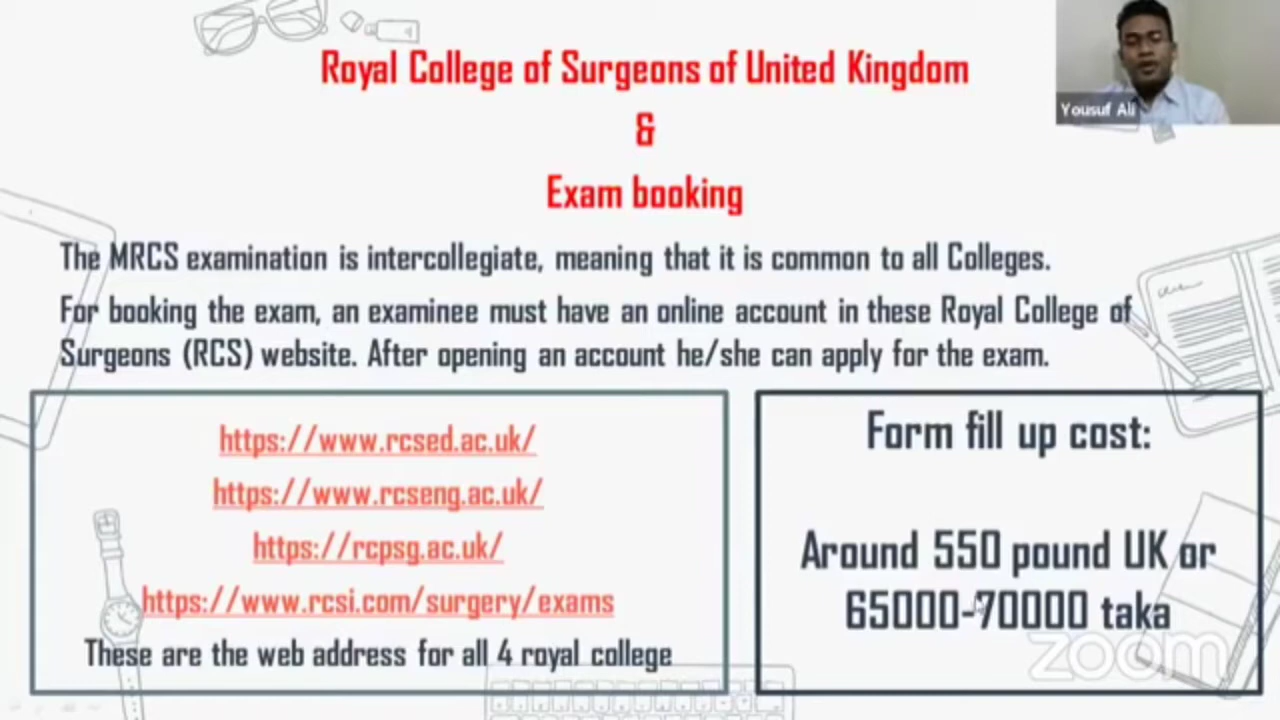 Royal College of Surgeons of United Kingdom
&
Exam booking
Yousuf Ali
The MRCS examination is intercollegiate, meaning that it is common to all Colleges.
For booking the exam, an examinee must have an online account in these Royal College of
Surgeons (RCS) website. After opening an account he/she can apply for the exam.
https://www.rcsed.ac.uk/
https://www.rcseng.ac.uk/
https://rcpsg.ac.uk/
https://www.rcsi.com/surgery/exams
These are the web address for all 4 royal college
Form fill up cost:
Around 550 pound UK or
65000-70000 taka
zoom